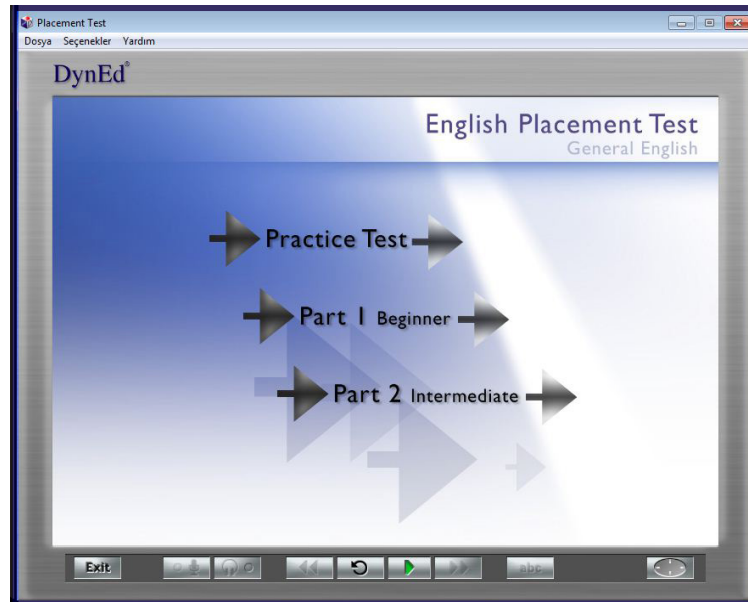 Placement Test
Dosya Seçenekler Yardım
DynEd®
English Placement Test
General English
Practice Test
Part 1 Beginner
Part 2 Intermediate
Exit abc